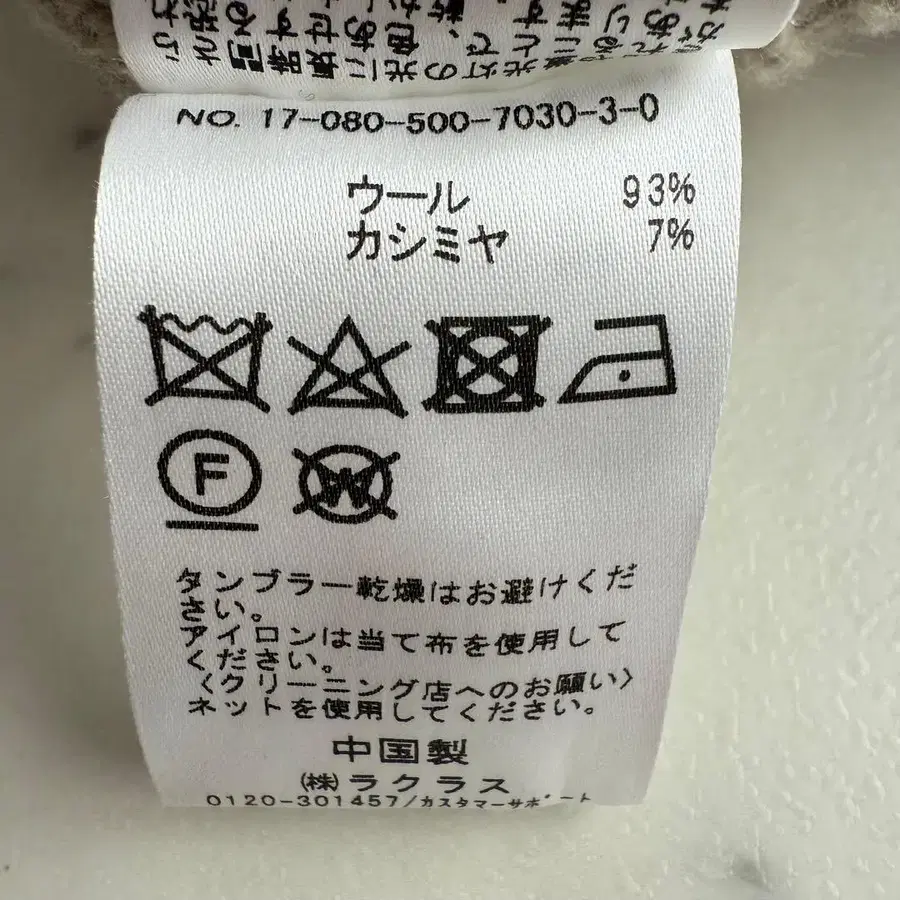 NO. 17-080-500-7030-3-0
ウール 93%
カシミヤ 7%
F
W
タンブラー乾燥はお避けくだ
さい。
アイロンは当て布を使用して
ください。
〈クリーニング店へのお願い〉
ネットを使用してください。
中国製
(株)ラクラス
0120-301457/カスタマーサポート